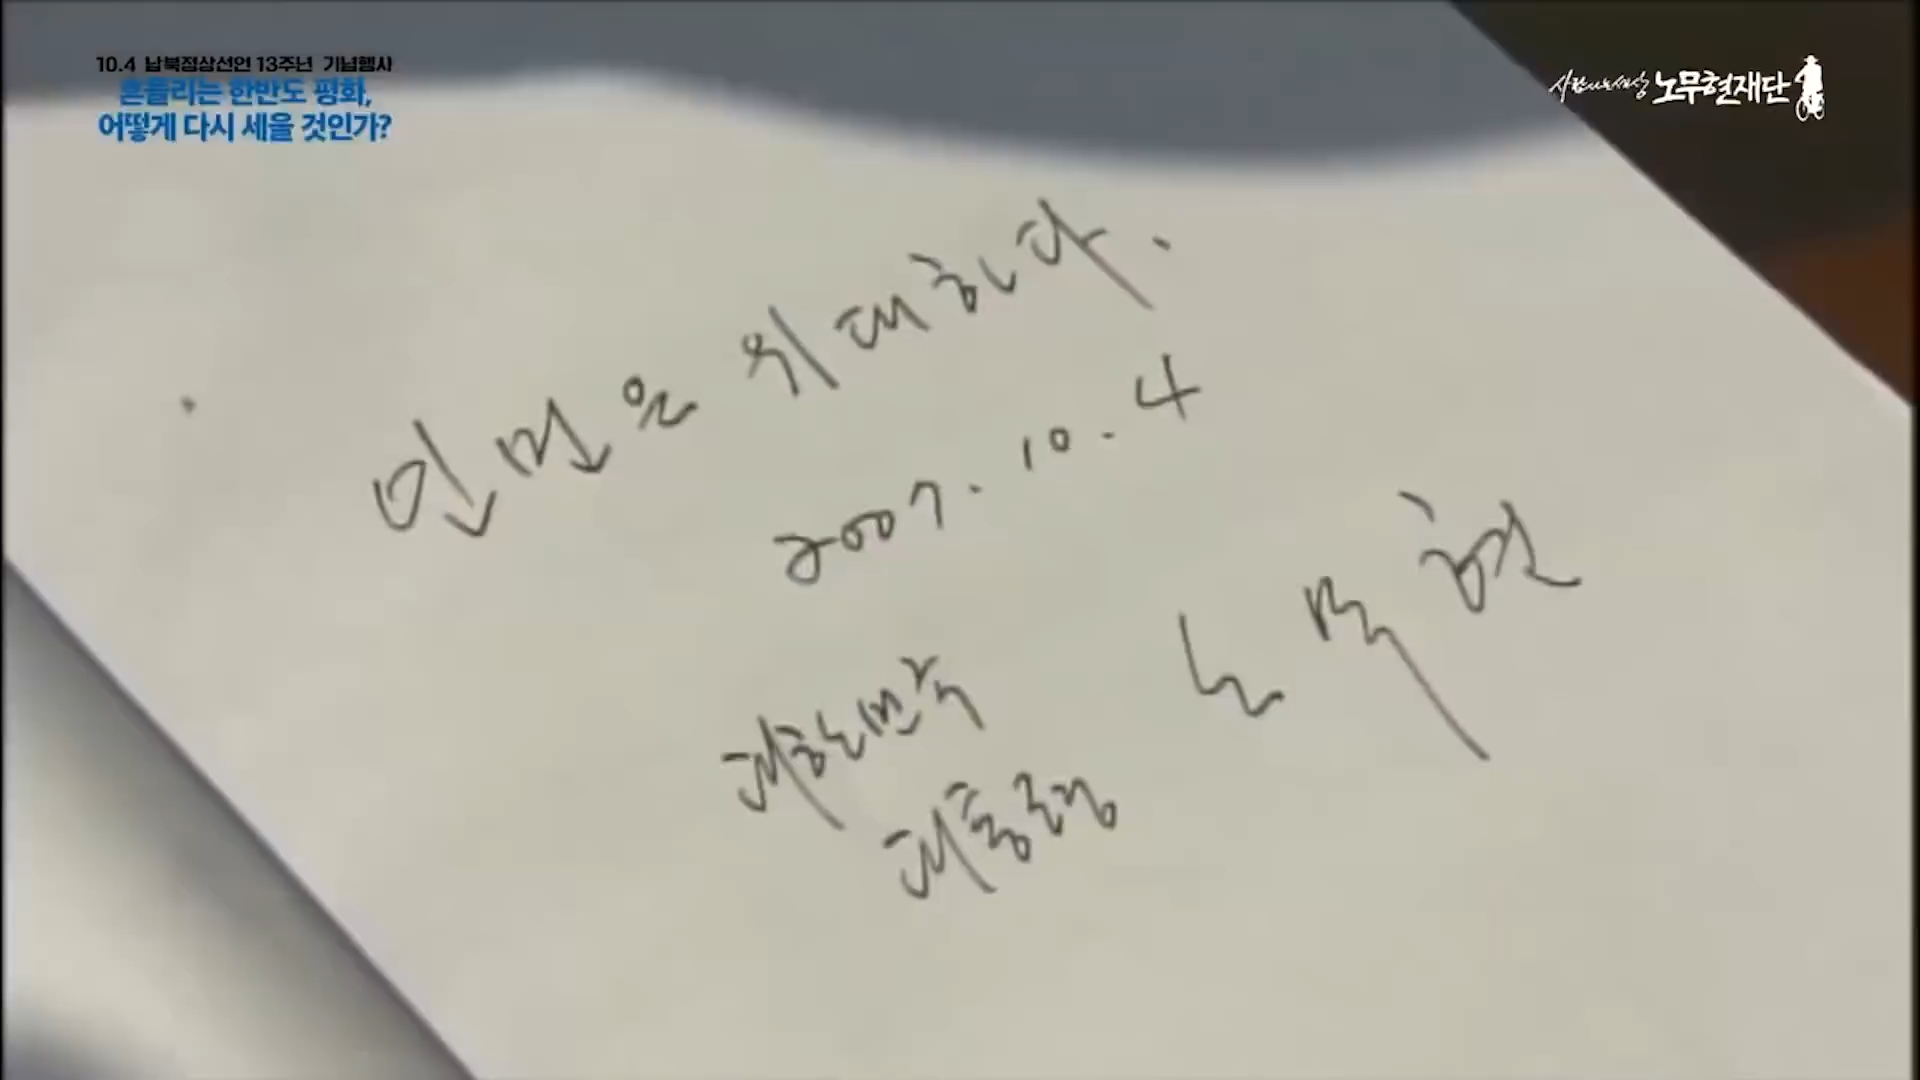 10.4 남북정상선언 13주년 기념행사
흔들리는 한반도 평화,
어떻게 다시 세울 것인가?
사람사는세상 노무현재단
인민은 위대하다.
2007. 10. 4
노무현
대한민국
대통령